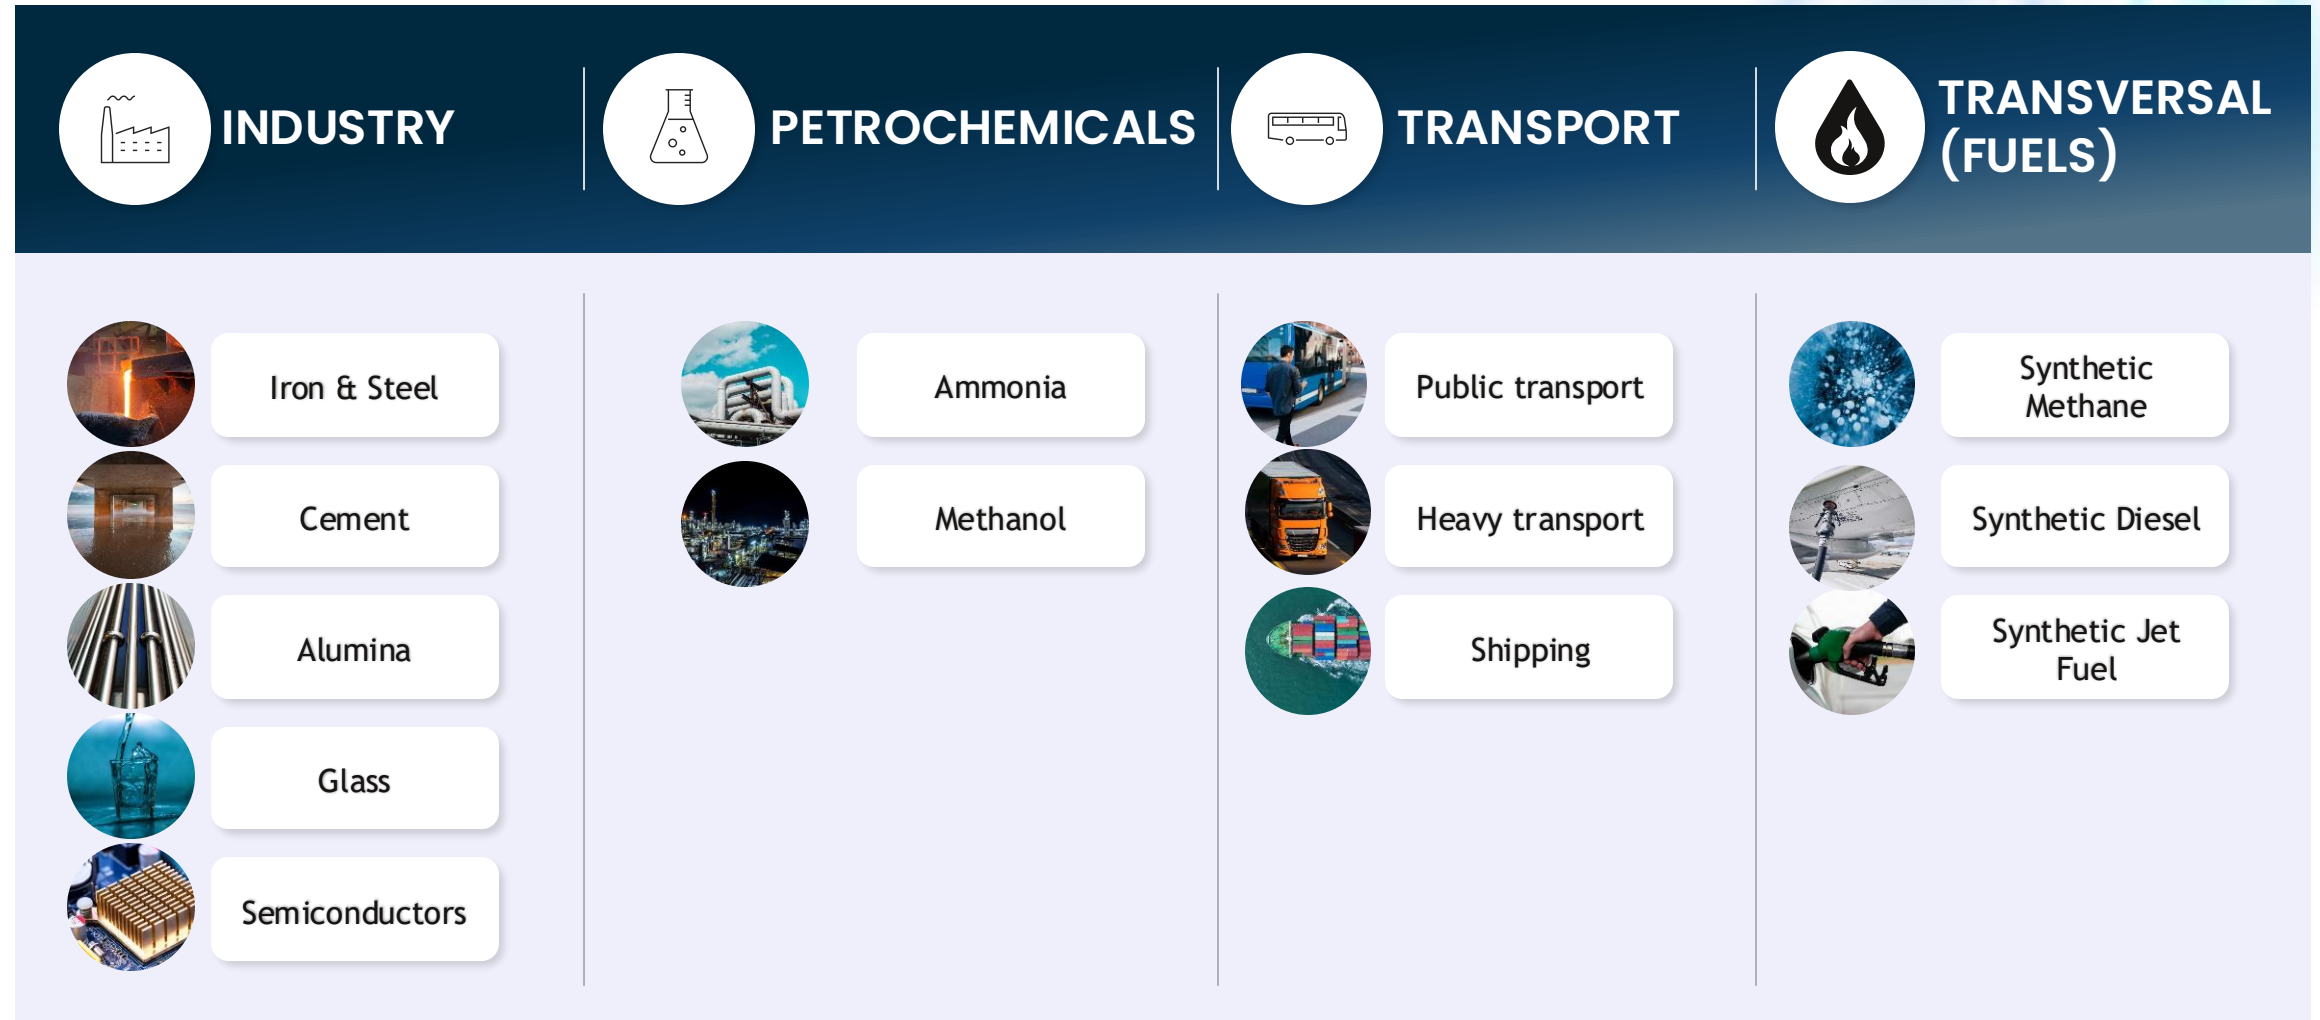 INDUSTRY
PETROCHEMICALS
TRANSPORT
TRANSVERSAL
(FUELS)
Iron & Steel
Cement
Alumina
Glass
Semiconductors
Ammonia
Methanol
Public transport
Heavy transport
Shipping
Synthetic
Methane
Synthetic Diesel
Synthetic Jet
Fuel